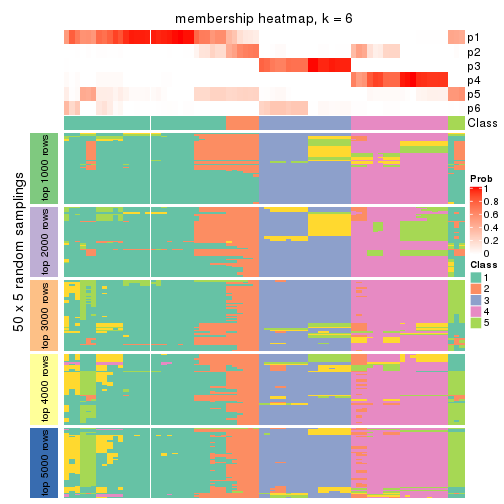 membership heatmap, k = 6
p1
p2
p3
p4
p5
p6
Class
50 x 5 random samplings
top 1000 rows
top 2000 rows
top 3000 rows
top 4000 rows
top 5000 rows
Prob
1
0.8
0.6
0.4
0.2
0
Class
1
2
3
4
5